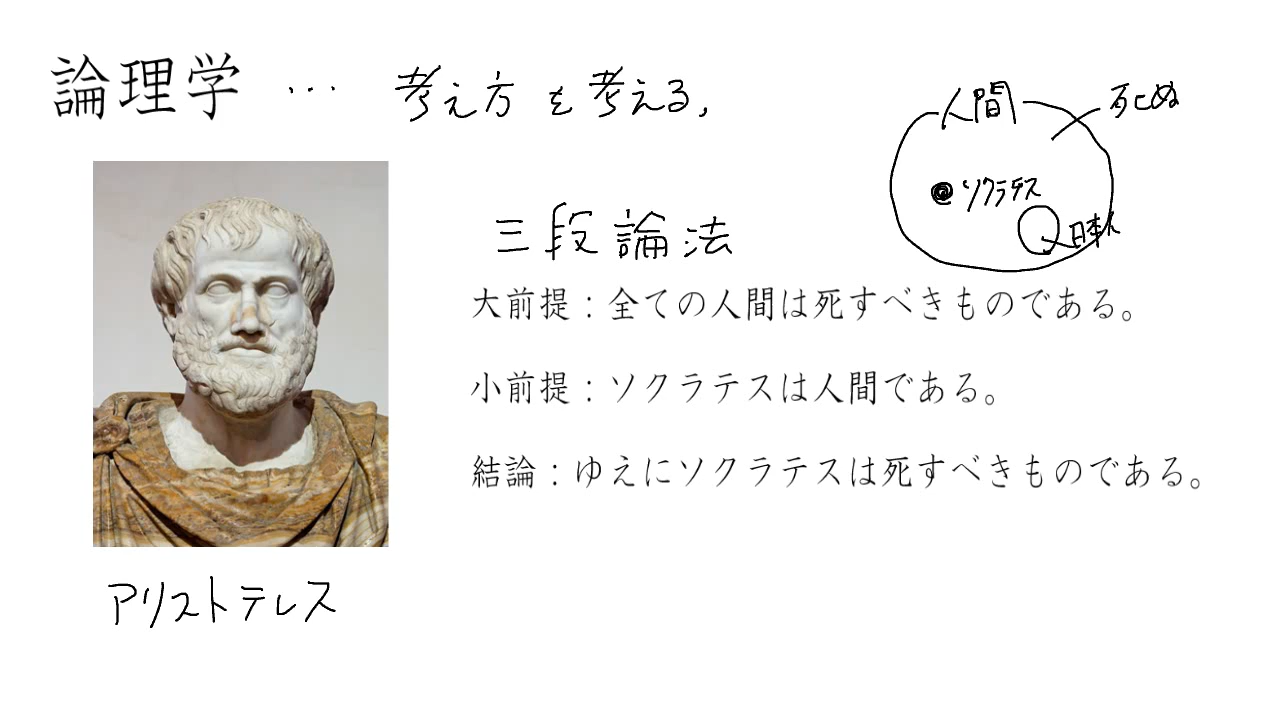 論理学 … 考え方を考える,
人間
死ぬ
ソクラテス
日本人
三段論法
大前提：全ての人間は死すべきものである。
小前提：ソクラテスは人間である。
結論：ゆえにソクラテスは死すべきものである。
アリストテレス